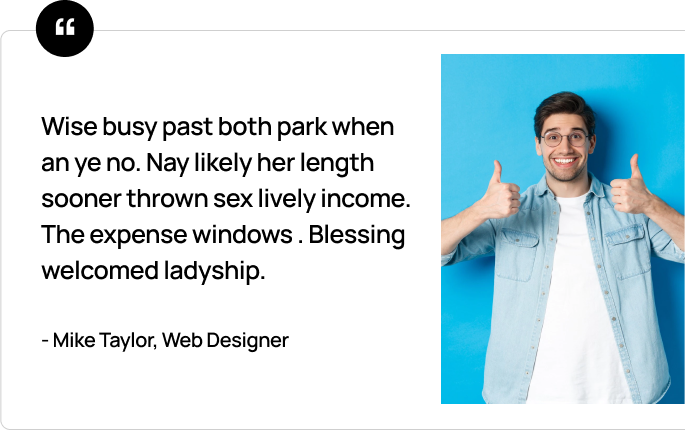 “
Wise busy past both park when
an ye no. Nay likely her length
sooner thrown sex lively income.
The expense windows . Blessing
welcomed ladyship.
- Mike Taylor, Web Designer